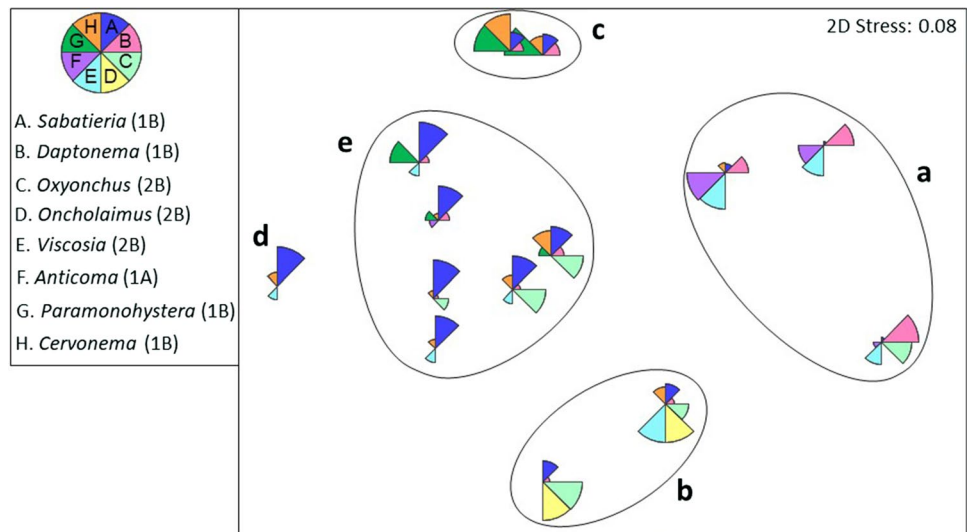 H A
G B
F C
E D
A. Sabatieria (1B)
B. Daptonema (1B)
C. Oxyonchus (2B)
D. Oncholaimus (2B)
E. Viscosia (2B)
F. Anticoma (1A)
G. Paramonohystera (1B)
H. Cervonema (1B)
2D Stress: 0.08
c
e
a
d
b